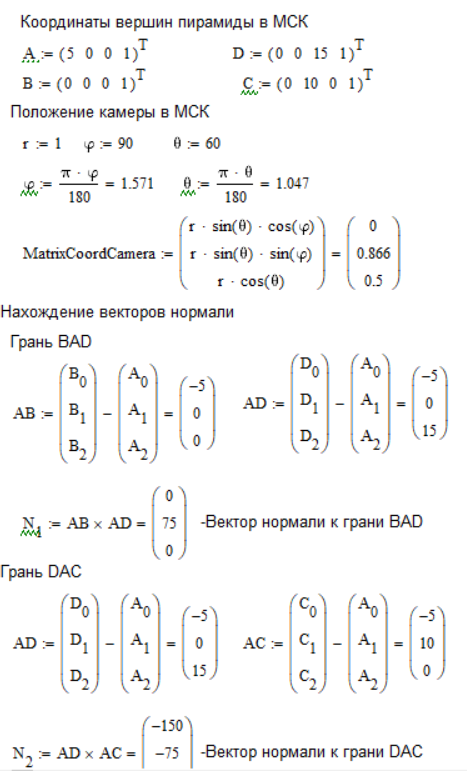 Координаты вершин пирамиды в МСК
A := (5 0 0 1)^T D := (0 0 15 1)^T
B := (0 0 0 1)^T C := (0 10 0 1)^T
Положение камеры в МСК
r := 1 φ := 90 θ := 60
φ := π · φ / 180 = 1.571 θ := π · θ / 180 = 1.047
MatrixCoordCamera := (r · sin(θ) · cos(φ) r · sin(θ) · sin(φ) r · cos(θ)) = (0 0.866 0.5)
Нахождение векторов нормали
Грань BAD
AB := (B0 B1 B2) − (A0 A1 A2) = (−5 0 0) AD := (D0 D1 D2) − (A0 A1 A2) = (−5 0 15)
N1 := AB × AD = (0 75 0) -Вектор нормали к грани BAD
Грань DAC
AD := (D0 D1 D2) − (A0 A1 A2) = (−5 0 15) AC := (C0 C1 C2) − (A0 A1 A2) = (−5 10 0)
N2 := AD × AC = (−150 −75 -Вектор нормали к грани DAC